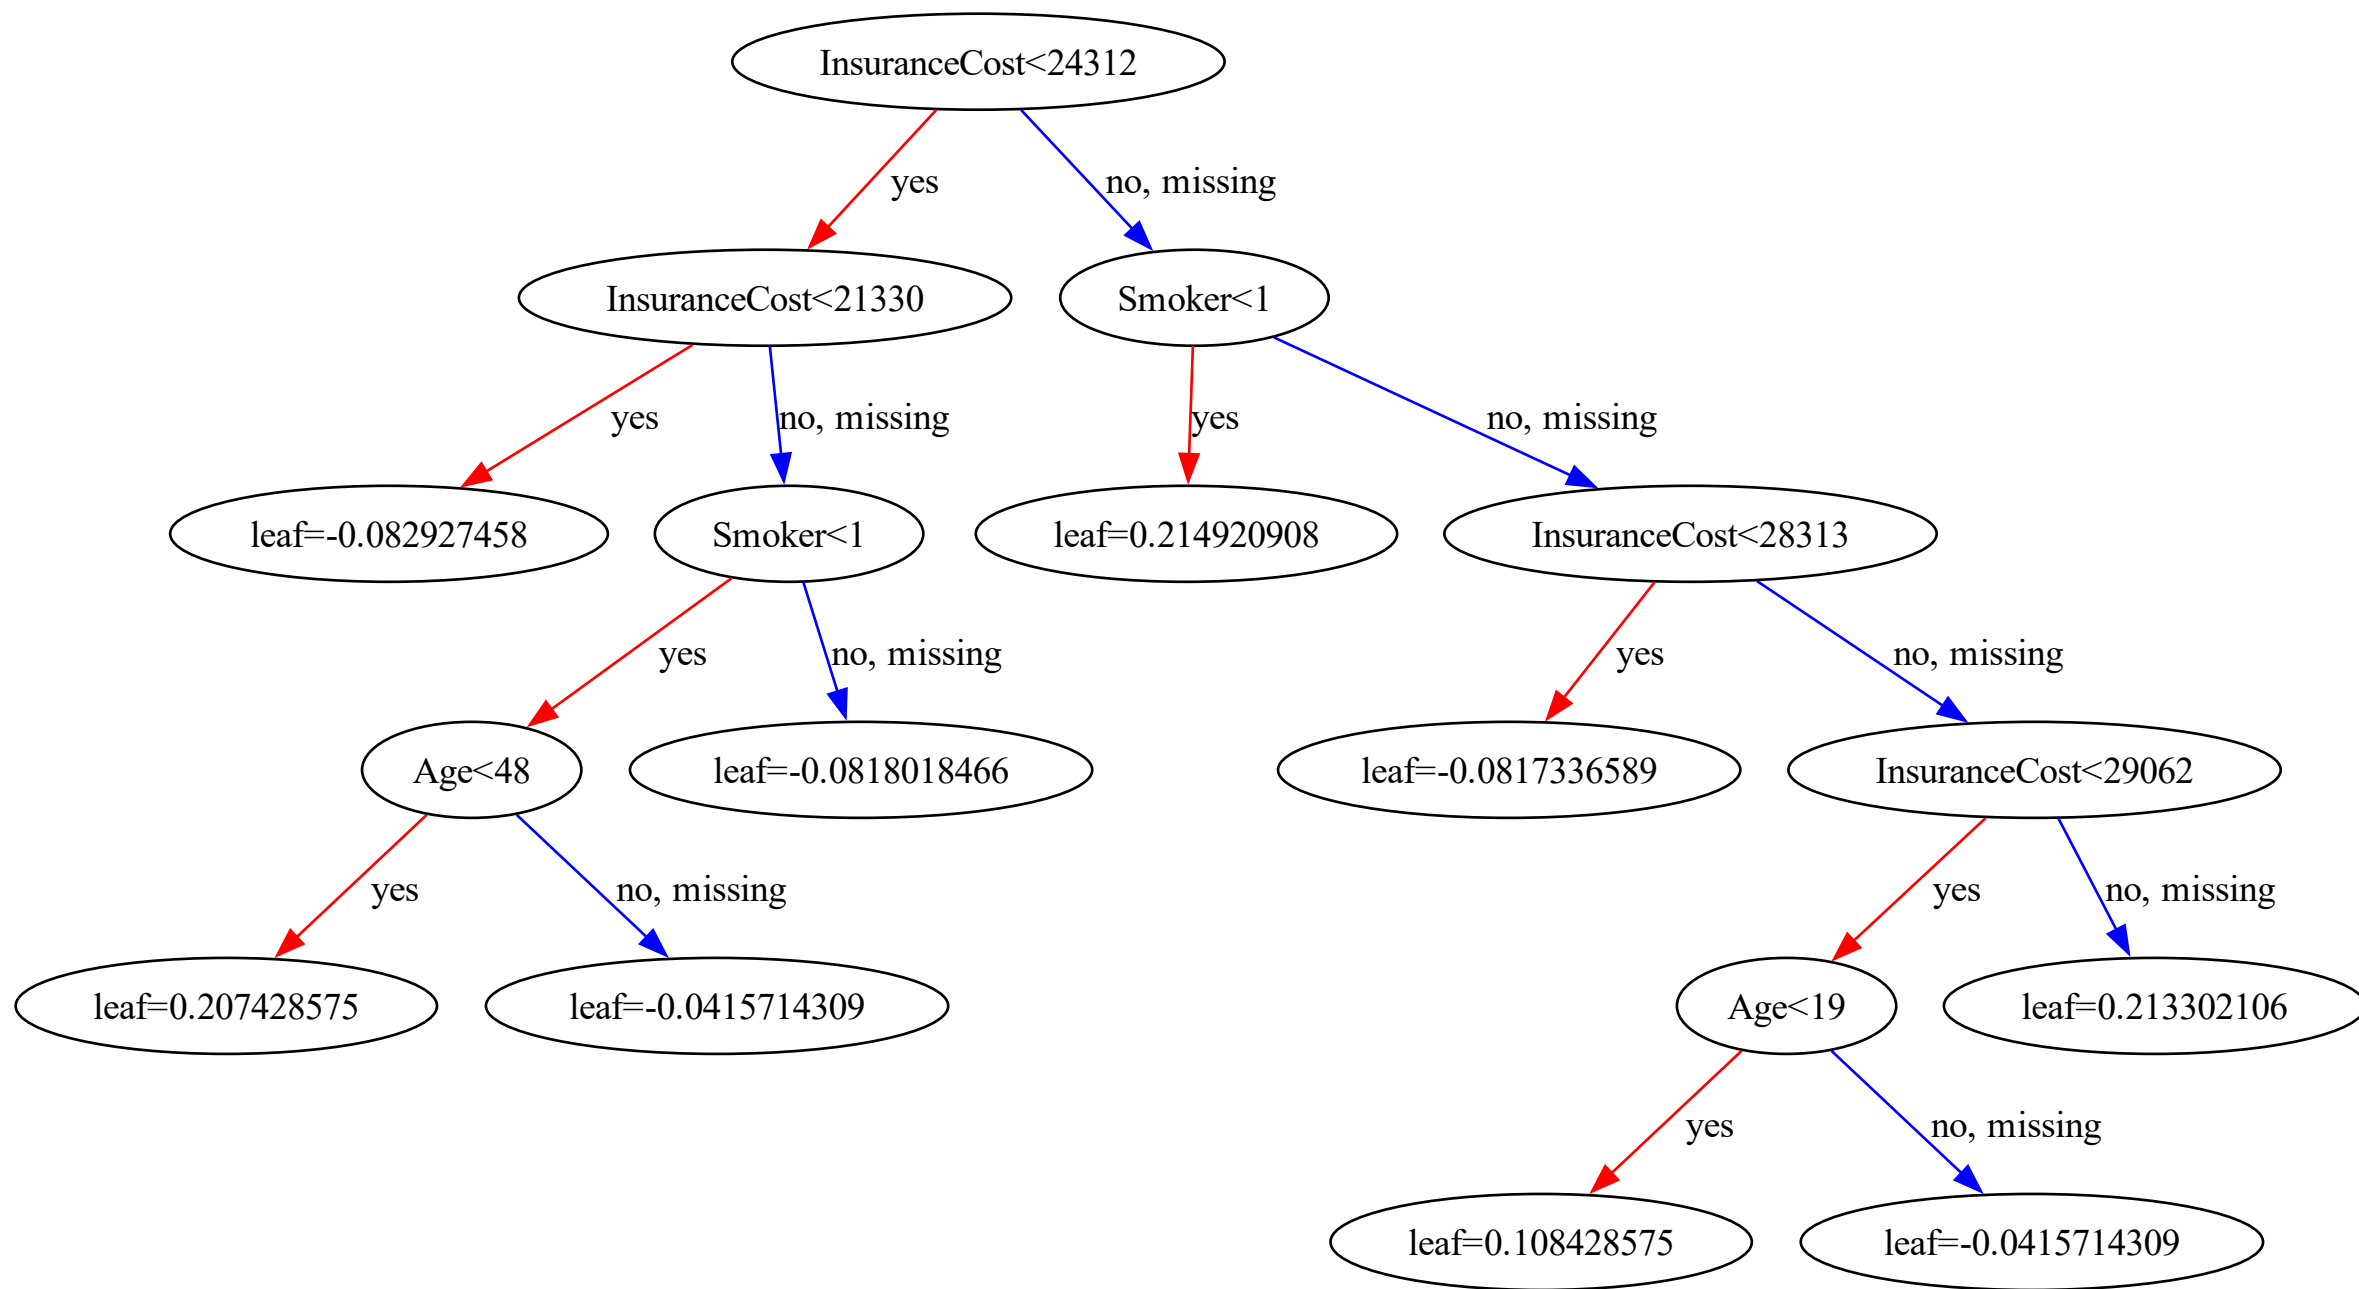 InsuranceCost<24312
yes
no, missing
InsuranceCost<21330
Smoker<1
yes
no, missing
yes
no, missing
leaf=-0.082927458
Smoker<1
leaf=0.214920908
InsuranceCost<28313
yes
no, missing
yes
no, missing
Age<48
leaf=-0.0818018466
leaf=-0.0817336589
InsuranceCost<29062
yes
no, missing
yes
no, missing
leaf=0.207428575
leaf=-0.0415714309
Age<19
leaf=0.213302106
yes
no, missing
leaf=0.108428575
leaf=-0.0415714309